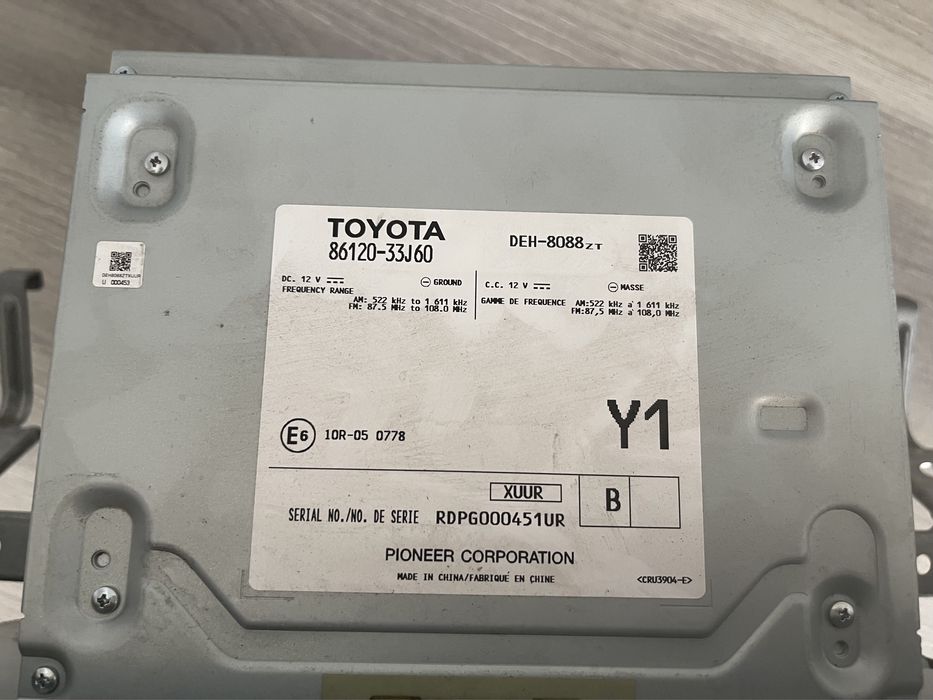 TOYOTA
86120-33J60
DEH-8088ZT
DC. 12 V
GROUND
FREQUENCY RANGE
AM: 522 kHz to 1 611 kHz
FM: 87.5 MHz to 108.0 MHz
C.C. 12 V
MASSE
GAMME DE FREQUENCE AM:522 kHz à 1 611 kHz
FM:87,5 MHz à 108,0 MHz
DEH8088ZT9XUUR
U 000453
E6 10R-05 0778
Y1
XUUR
B
SERIAL NO./NO. DE SERIE RDPG000451UR
PIONEER CORPORATION
MADE IN CHINA/FABRIQUÉ EN CHINE
<CRU3904-E>